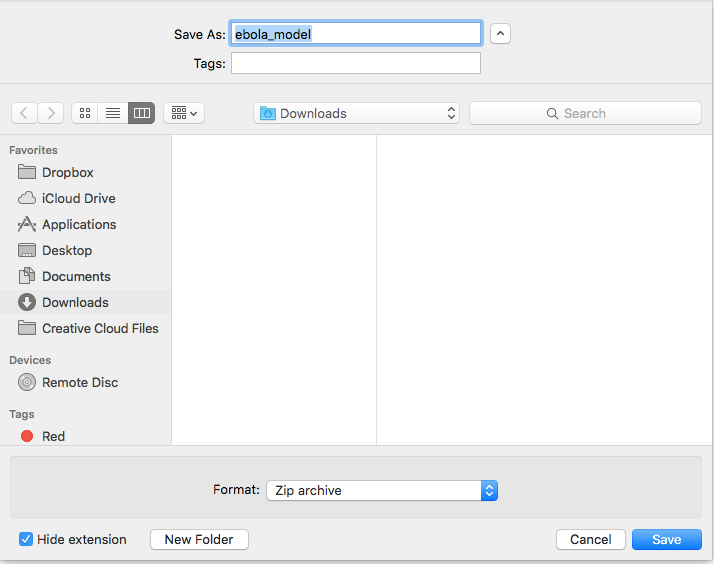 Save As: ebola_model
Tags:
Downloads
Search
Favorites
Dropbox
iCloud Drive
Applications
Desktop
Documents
Downloads
Creative Cloud Files
Devices
Remote Disc
Tags
Red
Format: Zip archive
Hide extension New Folder Cancel Save